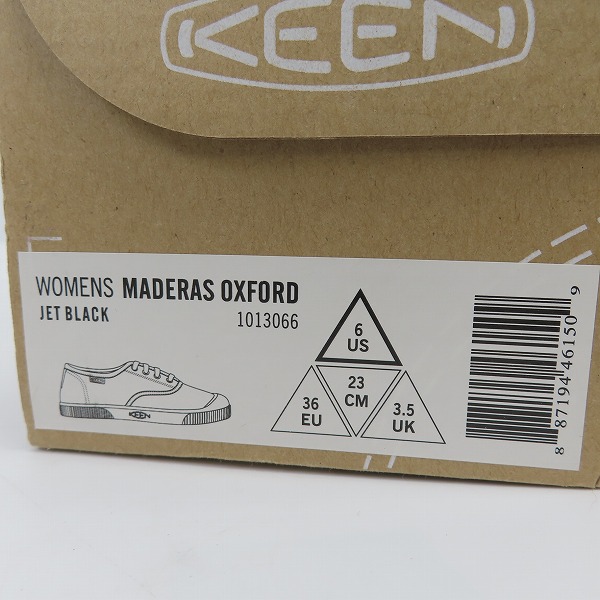 KEEN
WOMENS MADERAS OXFORD
JET BLACK 1013066
6
US
36
EU
23
CM
3.5
UK
KEEN
8 87194 46150 9